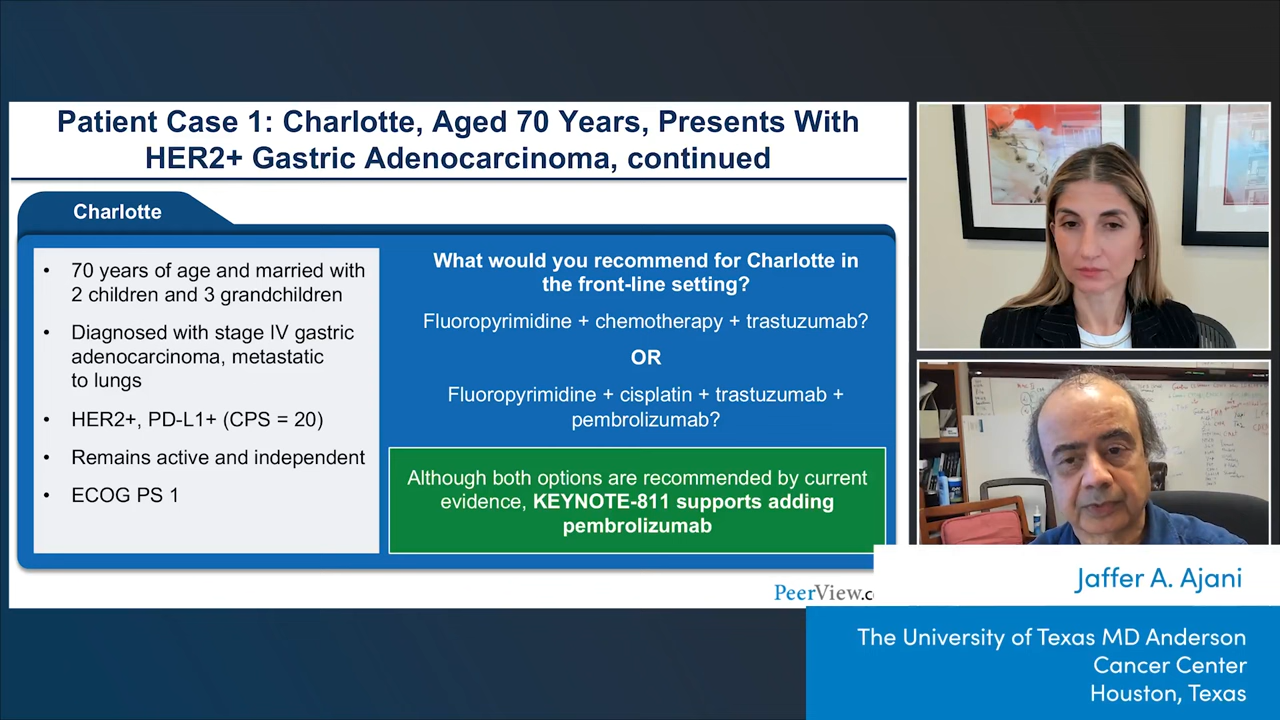 Patient Case 1: Charlotte, Aged 70 Years, Presents With
HER2+ Gastric Adenocarcinoma, continued
Charlotte
• 70 years of age and married with
2 children and 3 grandchildren
• Diagnosed with stage IV gastric
adenocarcinoma, metastatic
to lungs
• HER2+, PD-L1+ (CPS = 20)
• Remains active and independent
• ECOG PS 1
What would you recommend for Charlotte in
the front-line setting?
Fluoropyrimidine + chemotherapy + trastuzumab?
OR
Fluoropyrimidine + cisplatin + trastuzumab +
pembrolizumab?
Although both options are recommended by current
evidence, KEYNOTE-811 supports adding
pembrolizumab
PeerView.c
Jaffer A. Ajani
The University of Texas MD Anderson
Cancer Center
Houston, Texas